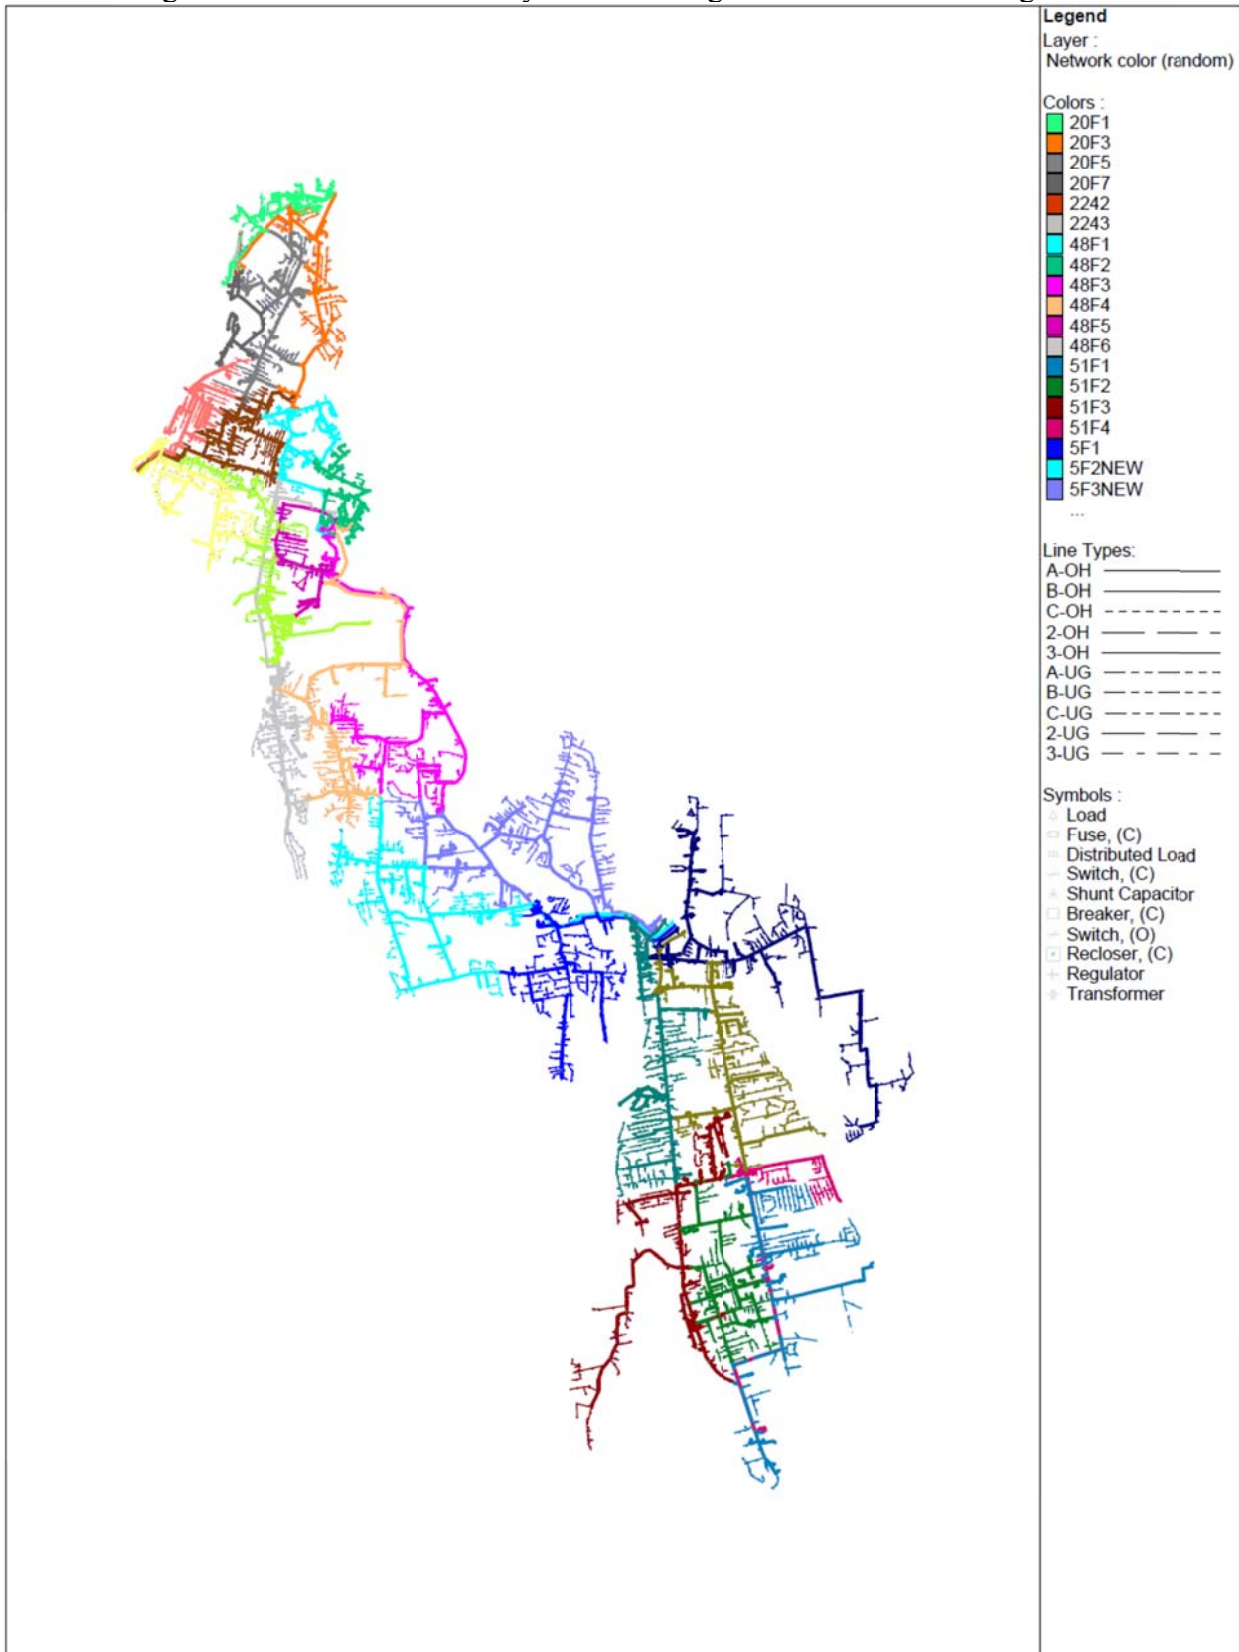 Legend
Layer :
Network color (random)
Colors :
20F1
20F3
20F5
20F7
2242
2243
48F1
48F2
48F3
48F4
48F5
48F6
51F1
51F2
51F3
51F4
5F1
5F2NEW
5F3NEW
...
Line Types:
A-OH
B-OH
C-OH
2-OH
3-OH
A-UG
B-UG
C-UG
2-UG
3-UG
Symbols :
Load
Fuse, (C)
Distributed Load
Switch, (C)
Shunt Capacitor
Breaker, (C)
Switch, (O)
Recloser, (C)
Regulator
Transformer